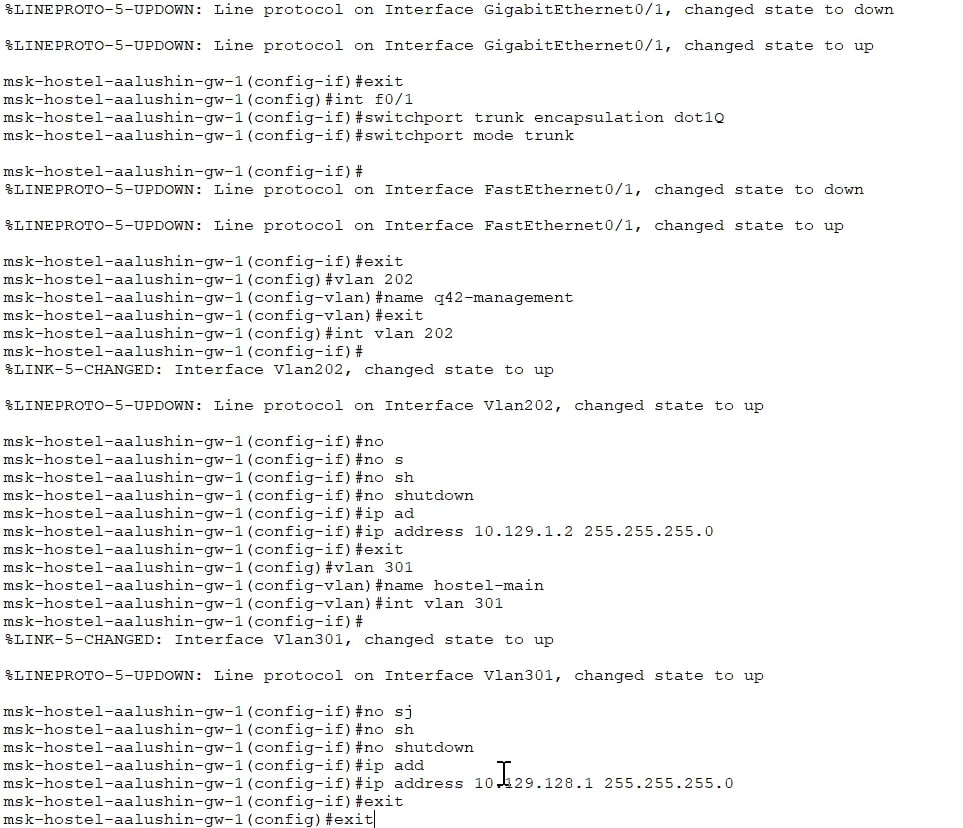 %LINEPROTO-5-UPDOWN: Line protocol on Interface GigabitEthernet0/1, changed state to down
%LINEPROTO-5-UPDOWN: Line protocol on Interface GigabitEthernet0/1, changed state to up
msk-hostel-aalushin-gw-1(config-if)#exit
msk-hostel-aalushin-gw-1(config)#int f0/1
msk-hostel-aalushin-gw-1(config-if)#switchport trunk encapsulation dot1Q
msk-hostel-aalushin-gw-1(config-if)#switchport mode trunk
msk-hostel-aalushin-gw-1(config-if)#
%LINEPROTO-5-UPDOWN: Line protocol on Interface FastEthernet0/1, changed state to down
%LINEPROTO-5-UPDOWN: Line protocol on Interface FastEthernet0/1, changed state to up
msk-hostel-aalushin-gw-1(config-if)#exit
msk-hostel-aalushin-gw-1(config)#vlan 202
msk-hostel-aalushin-gw-1(config-vlan)#name q42-management
msk-hostel-aalushin-gw-1(config-vlan)#exit
msk-hostel-aalushin-gw-1(config)#int vlan 202
msk-hostel-aalushin-gw-1(config-if)#
%LINK-5-CHANGED: Interface Vlan202, changed state to up
%LINEPROTO-5-UPDOWN: Line protocol on Interface Vlan202, changed state to up
msk-hostel-aalushin-gw-1(config-if)#no
msk-hostel-aalushin-gw-1(config-if)#no s
msk-hostel-aalushin-gw-1(config-if)#no sh
msk-hostel-aalushin-gw-1(config-if)#no shutdown
msk-hostel-aalushin-gw-1(config-if)#ip ad
msk-hostel-aalushin-gw-1(config-if)#ip address 10.129.1.2 255.255.255.0
msk-hostel-aalushin-gw-1(config-if)#exit
msk-hostel-aalushin-gw-1(config)#vlan 301
msk-hostel-aalushin-gw-1(config-vlan)#name hostel-main
msk-hostel-aalushin-gw-1(config-vlan)#int vlan 301
msk-hostel-aalushin-gw-1(config-if)#
%LINK-5-CHANGED: Interface Vlan301, changed state to up
%LINEPROTO-5-UPDOWN: Line protocol on Interface Vlan301, changed state to up
msk-hostel-aalushin-gw-1(config-if)#no sj
msk-hostel-aalushin-gw-1(config-if)#no sh
msk-hostel-aalushin-gw-1(config-if)#no shutdown
msk-hostel-aalushin-gw-1(config-if)#ip add
msk-hostel-aalushin-gw-1(config-if)#ip address 10.129.128.1 255.255.255.0
msk-hostel-aalushin-gw-1(config-if)#exit
msk-hostel-aalushin-gw-1(config)#exit